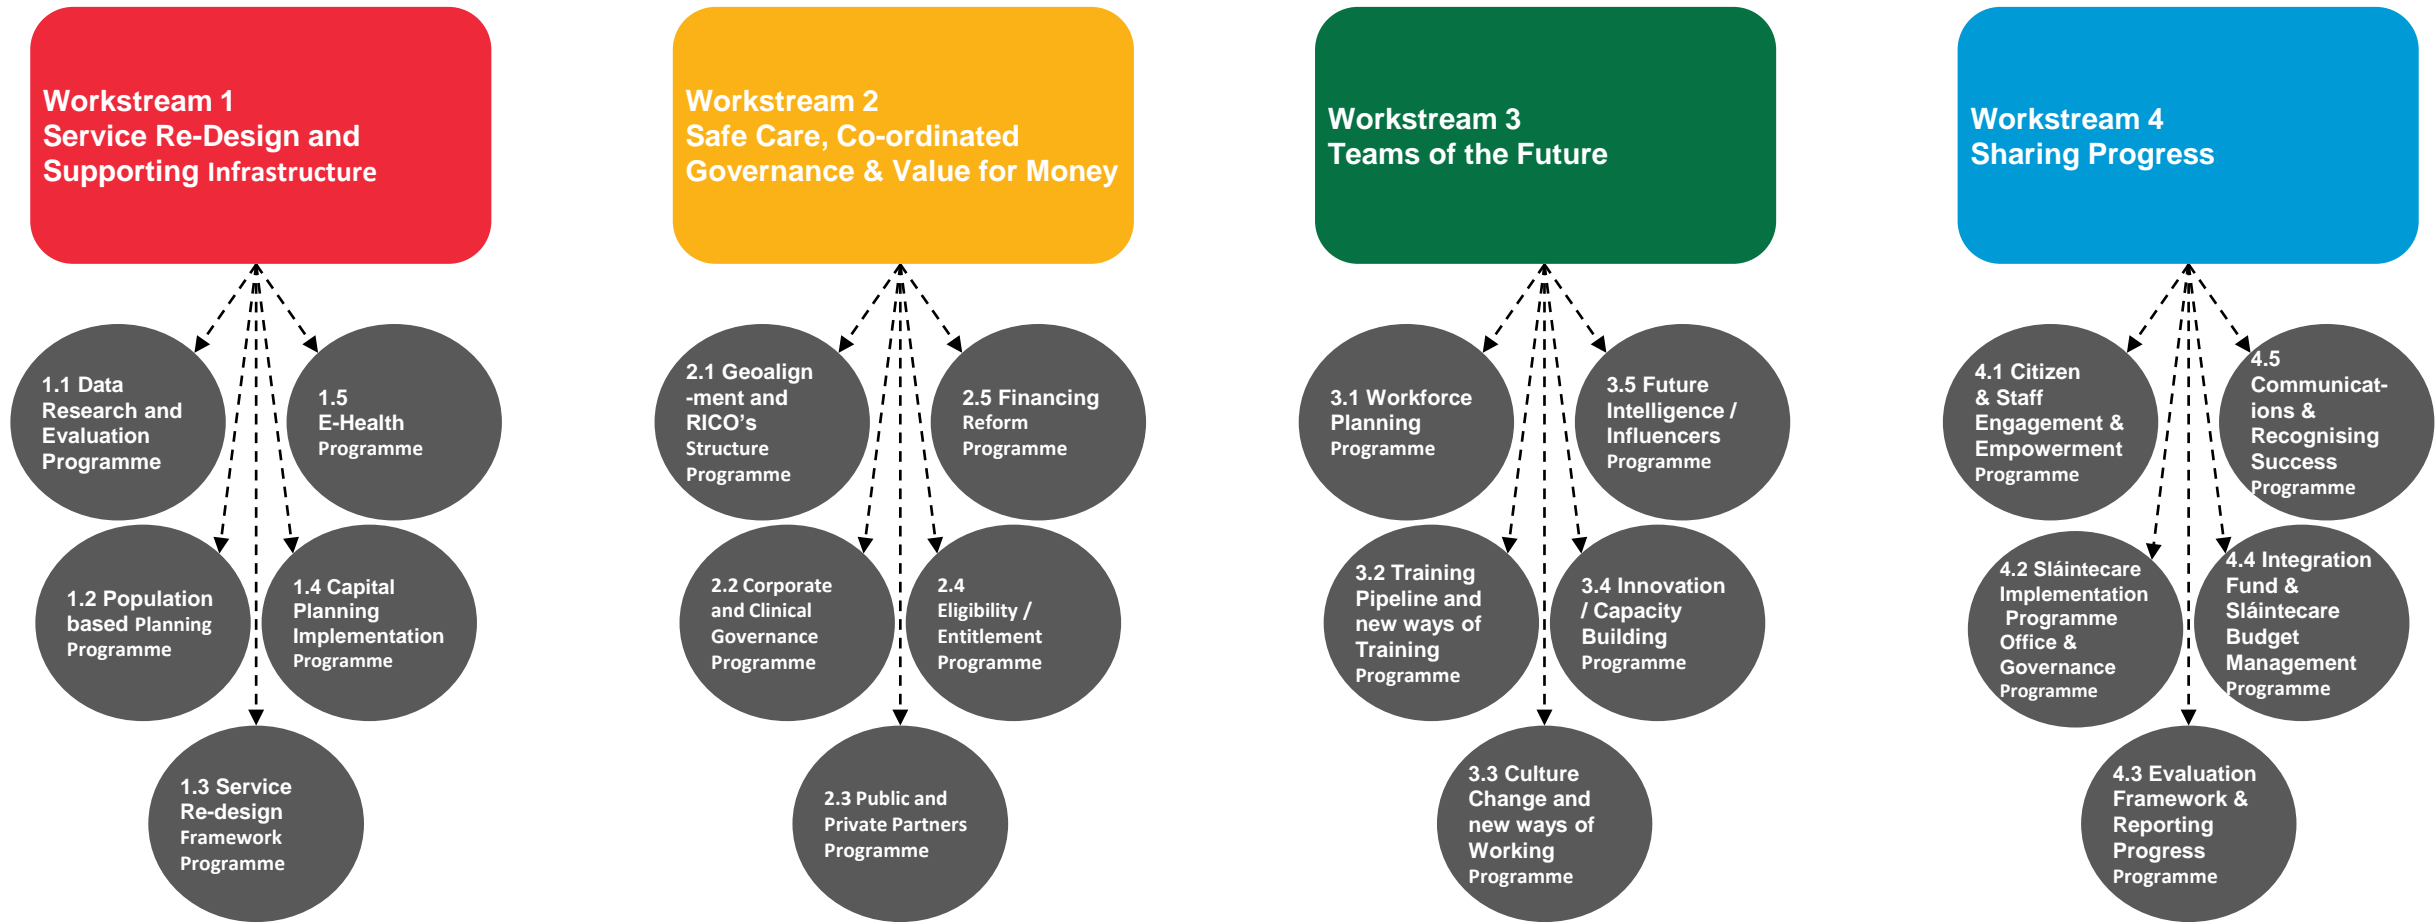 Workstream 1
Service Re-Design and
Supporting Infrastructure
1.1 Data
Research and
Evaluation
Programme
1.2 Population
based Planning
Programme
1.3 Service
Re-design
Framework
Programme
1.4 Capital
Planning
Implementation
Programme
1.5
E-Health
Programme
Workstream 2
Safe Care, Co-ordinated
Governance & Value for Money
2.1 Geoalign
-ment and
RICO’s
Structure
Programme
2.2 Corporate
and Clinical
Governance
Programme
2.3 Public and
Private Partners
Programme
2.4
Eligibility /
Entitlement
Programme
2.5 Financing
Reform
Programme
Workstream 3
Teams of the Future
3.1 Workforce
Planning
Programme
3.2 Training
Pipeline and
new ways of
Training
Programme
3.3 Culture
Change and
new ways of
Working
Programme
3.4 Innovation
/ Capacity
Building
Programme
3.5 Future
Intelligence /
Influencers
Programme
Workstream 4
Sharing Progress
4.1 Citizen
& Staff
Engagement &
Empowerment
Programme
4.2 Sláintecare
Implementation
Programme
Office &
Governance
Programme
4.3 Evaluation
Framework &
Reporting
Progress
Programme
4.4 Integration
Fund &
Sláintecare
Budget
Management
Programme
4.5
Communicat-
ions &
Recognising
Success
Programme